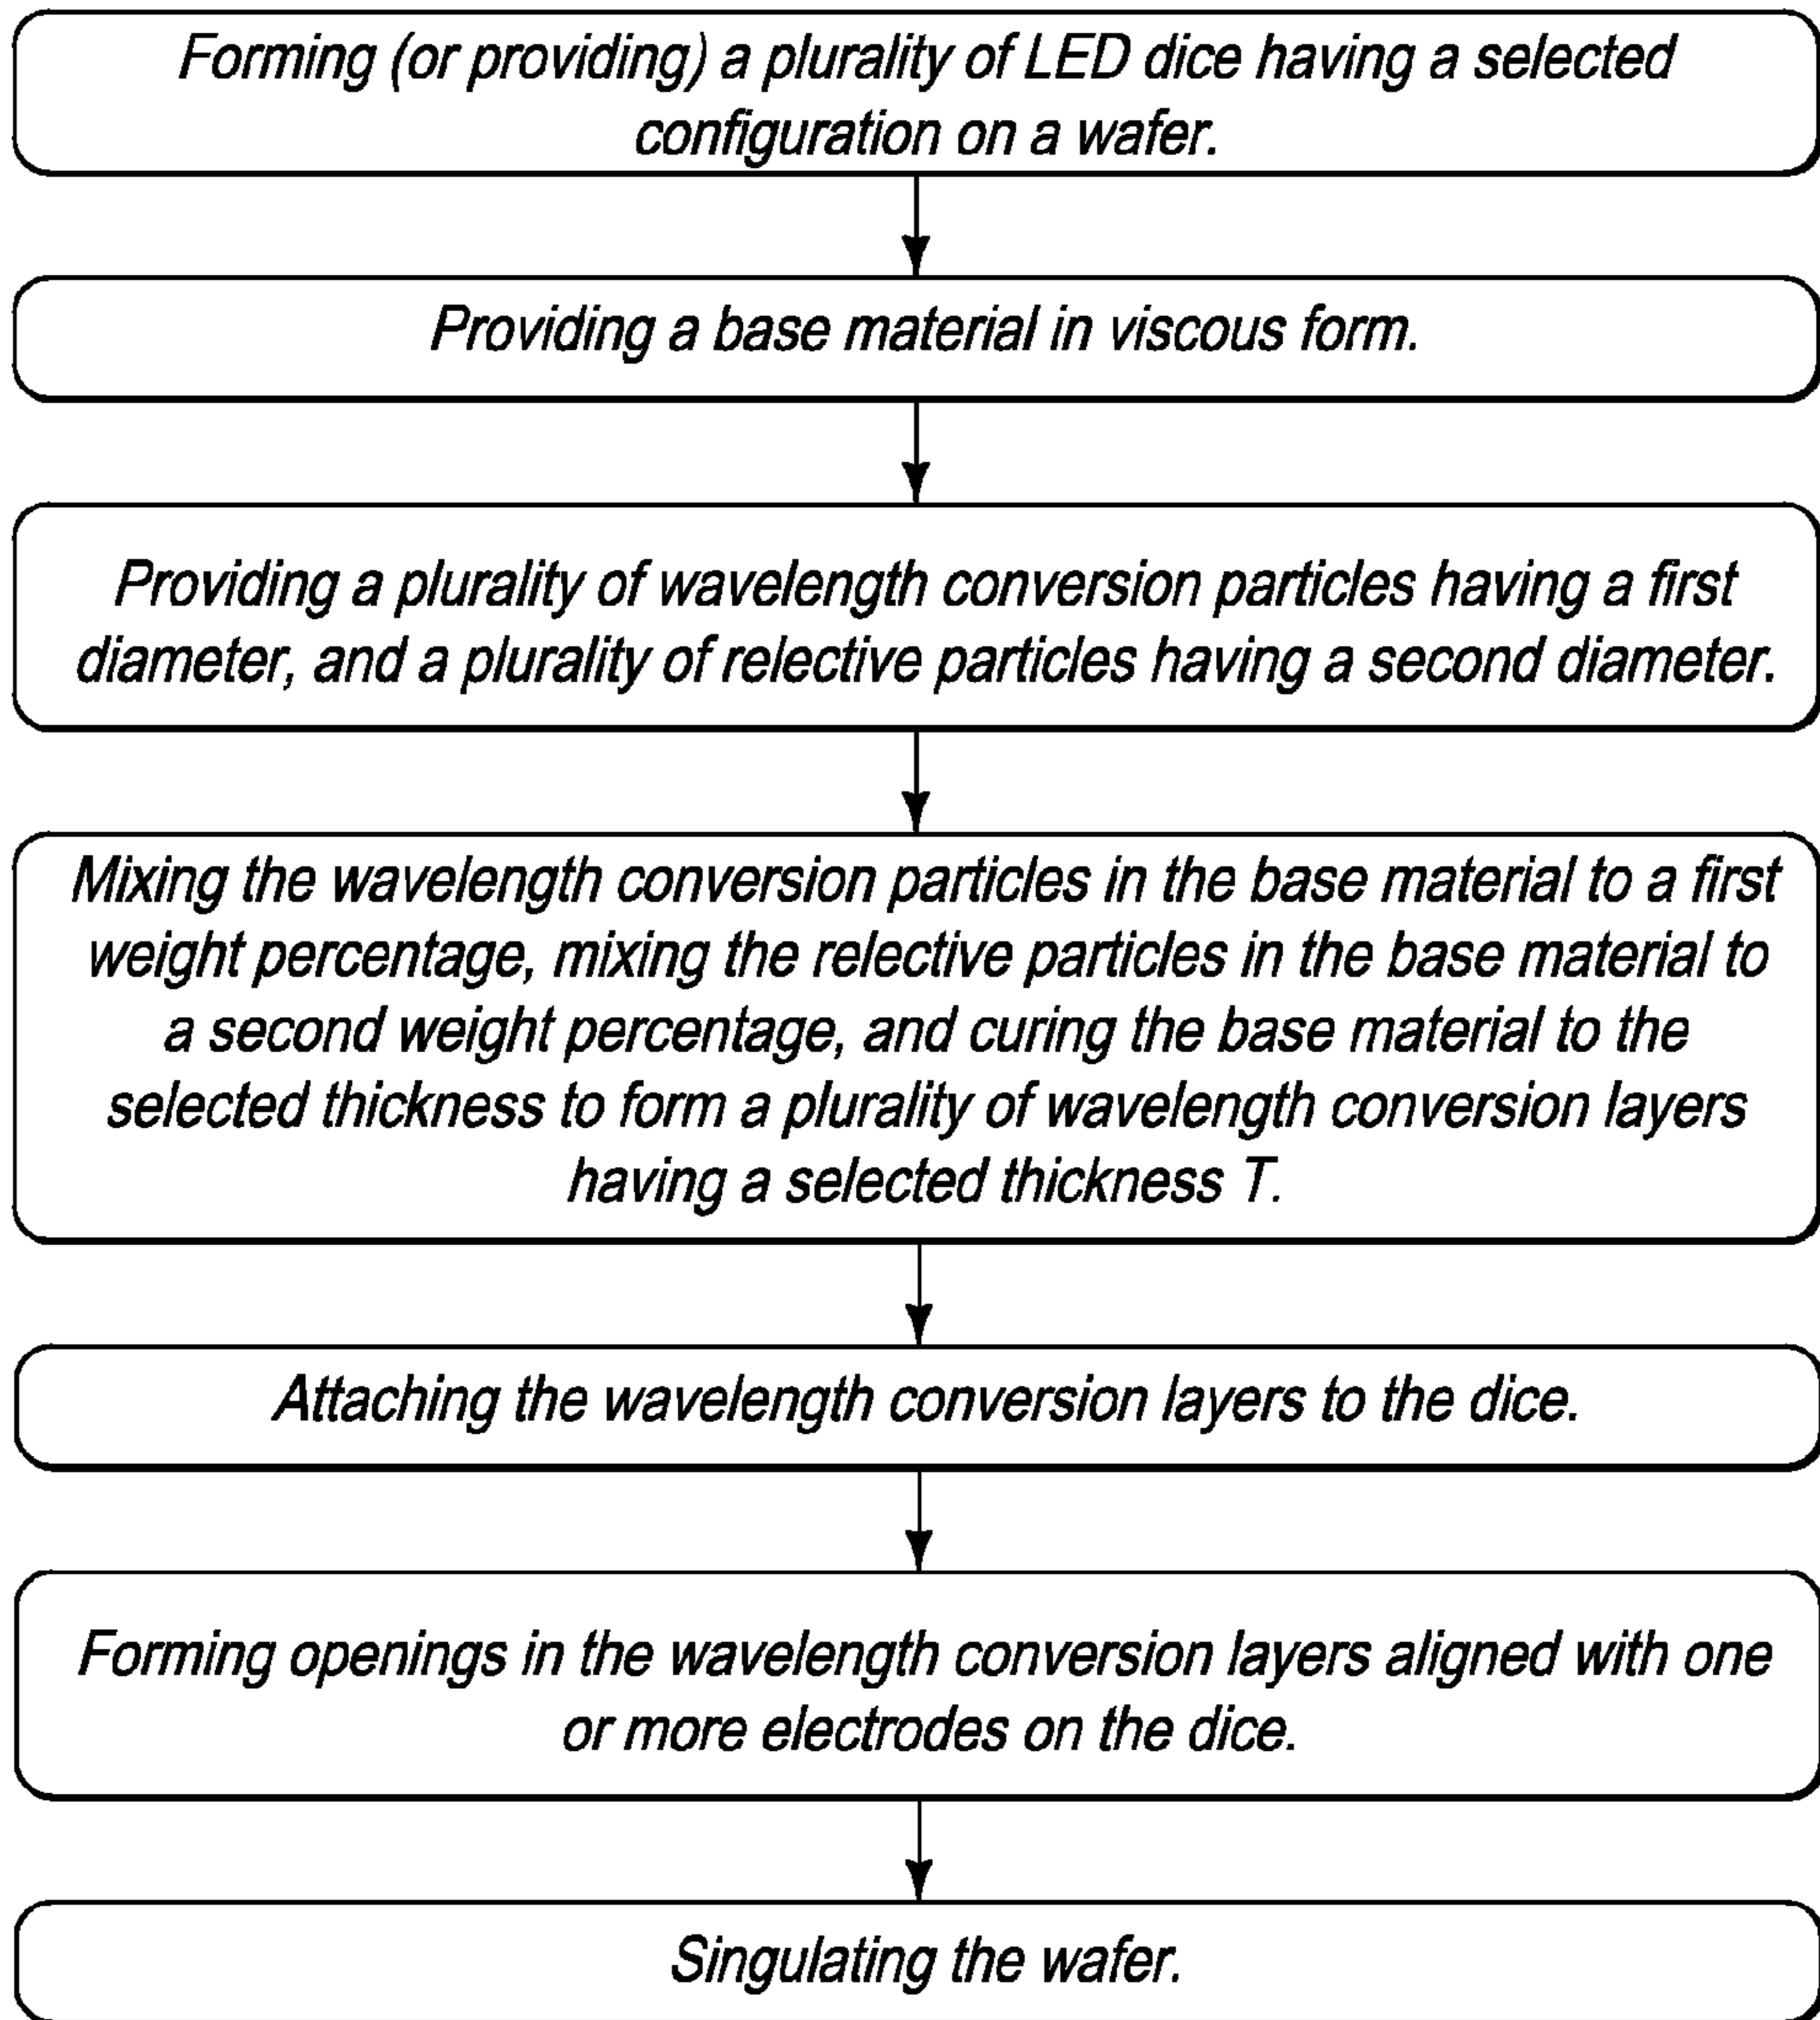 Forming (or providing) a plurality of LED dice having a selected
configuration on a wafer.
Providing a base material in viscous form.
Providing a plurality of wavelength conversion particles having a first
diameter, and a plurality of relective particles having a second diameter.
Mixing the wavelength conversion particles in the base material to a first
weight percentage, mixing the relective particles in the base material to
a second weight percentage, and curing the base material to the
selected thickness to form a plurality of wavelength conversion layers
having a selected thickness T.
Attaching the wavelength conversion layers to the dice.
Forming openings in the wavelength conversion layers aligned with one
or more electrodes on the dice.
Singulating the wafer.